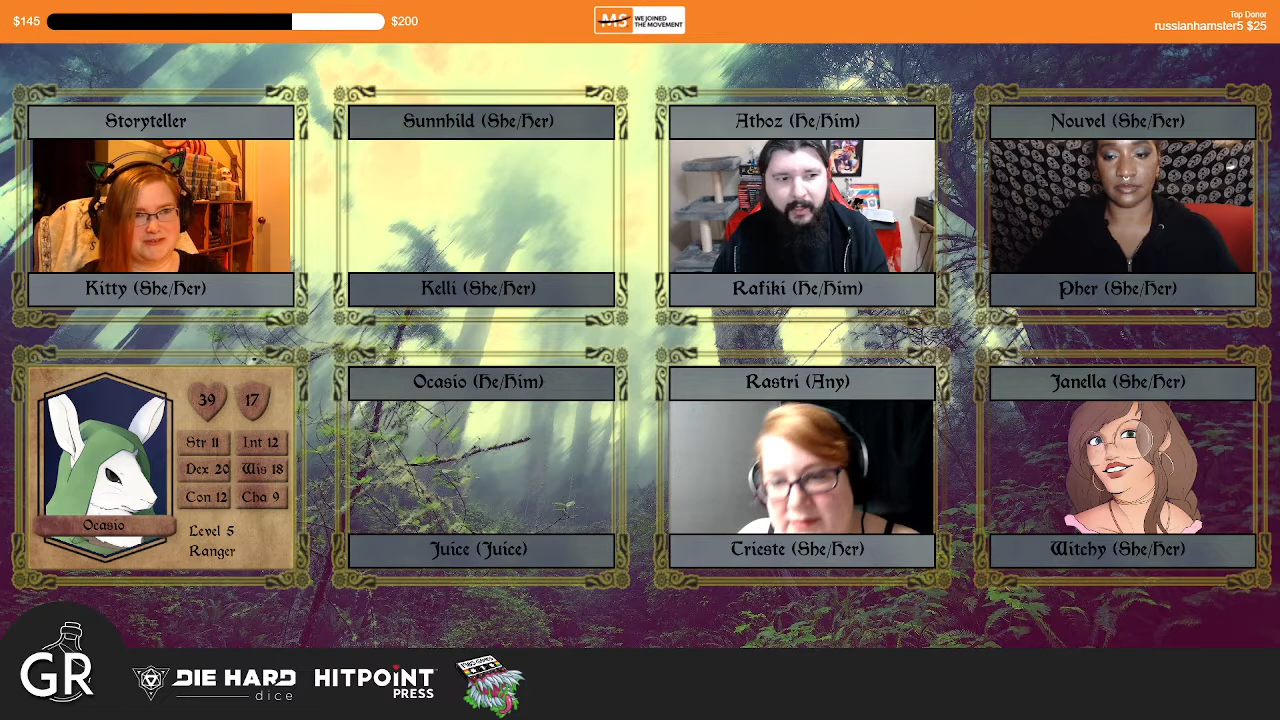 $145
$200
MS
WE JOINED
THE MOVEMENT
Top Donor
russianhamster5 $25
Storyteller
Kitty (She/Her)
Sunnhild (She/Her)
Kelli (She/Her)
Athoz (He/Him)
Rafiki (He/Him)
Nouvel (She/Her)
Pher (She/Her)
39
17
Str 11
Int 12
Dex 20
Wis 18
Con 12
Cha 9
Ocasio
Level 5
Ranger
Ocasio (He/Him)
Juice (Juice)
Rastri (Any)
Trieste (She/Her)
Janella (She/Her)
Witchy (She/Her)
GR
DIE HARD
dice
HITPOINT
PRESS